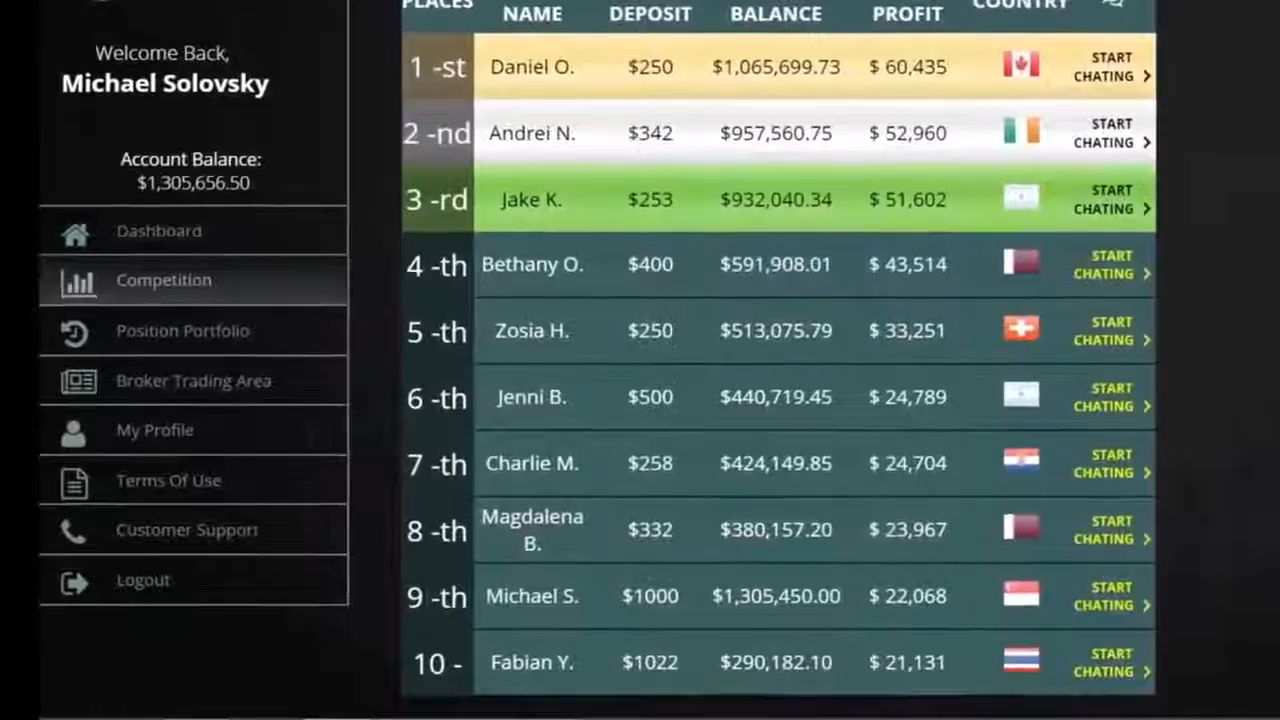 Welcome Back,
Michael Solovsky
Account Balance:
$1,305,656.50
Dashboard
Competition
Position Portfolio
Broker Trading Area
My Profile
Terms Of Use
Customer Support
Logout
PLACES NAME DEPOSIT BALANCE PROFIT COUNTRY
1 -st Daniel O. $250 $1,065,699.73 $ 60,435 START CHATING
2 -nd Andrei N. $342 $957,560.75 $ 52,960 START CHATING
3 -rd Jake K. $253 $932,040.34 $ 51,602 START CHATING
4 -th Bethany O. $400 $591,908.01 $ 43,514 START CHATING
5 -th Zosia H. $250 $513,075.79 $ 33,251 START CHATING
6 -th Jenni B. $500 $440,719.45 $ 24,789 START CHATING
7 -th Charlie M. $258 $424,149.85 $ 24,704 START CHATING
8 -th Magdalena B. $332 $380,157.20 $ 23,967 START CHATING
9 -th Michael S. $1000 $1,305,450.00 $ 22,068 START CHATING
10 - Fabian Y. $1022 $290,182.10 $ 21,131 START CHATING